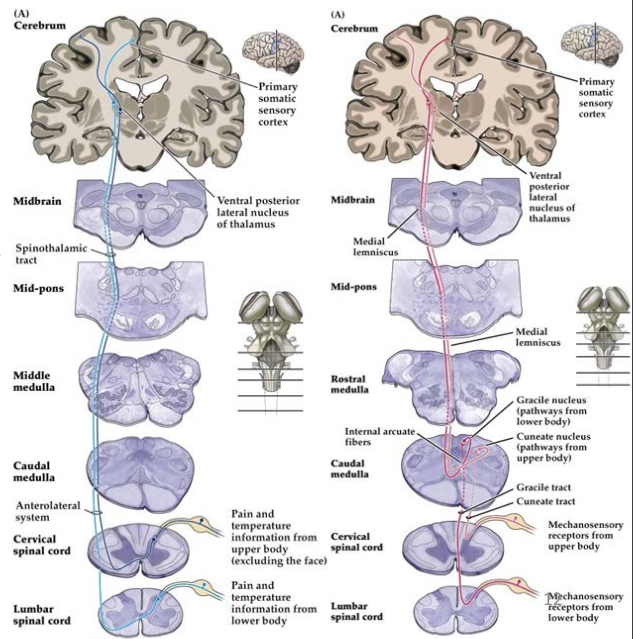 (A)
Cerebrum
Primary
somatic
sensory
cortex
Midbrain
Ventral posterior
lateral nucleus
of thalamus
Spinothalamic
tract
Mid-pons
Middle
medulla
Caudal
medulla
Anterolateral
system
Cervical
spinal cord
Pain and
temperature
information from
upper body
(excluding the face)
Lumbar
spinal cord
Pain and
temperature
information from
lower body
(A)
Cerebrum
Primary
somatic
sensory
cortex
Ventral
posterior
lateral
nucleus of
thalamus
Midbrain
Medial
lemniscus
Mid-pons
Medial
lemniscus
Rostral
medulla
Gracile nucleus
(pathways from
lower body)
Internal arcuate
fibers
Cuneate nucleus
(pathways from
upper body)
Caudal
medulla
Gracile tract
Cuneate tract
Cervical
spinal cord
Mechanosensory
receptors from
upper body
12
Lumbar
spinal cord
Mechanosensory
receptors from
lower body